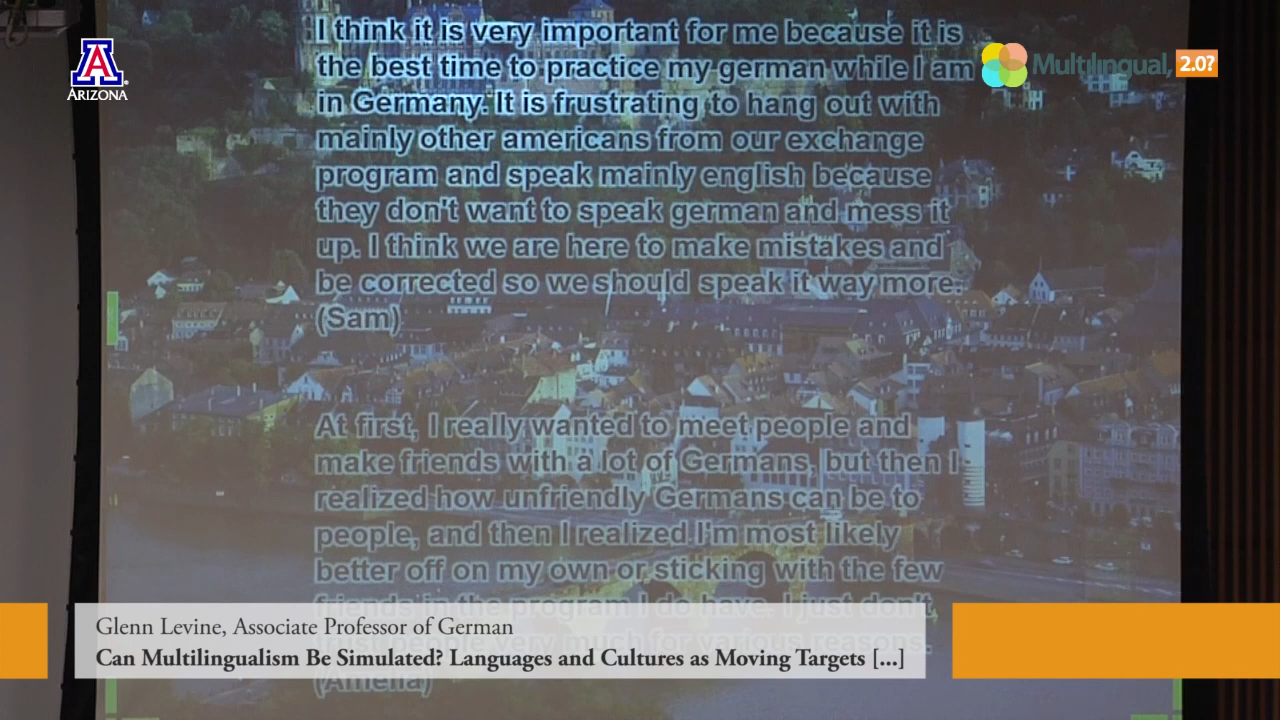 I think it is very important for me because it is
the best time to practice my german while I am
in Germany. It is frustrating to hang out with
mainly other americans from our exchange
program and speak mainly english because
they don't want to speak german and mess it
up. I think we are here to make mistakes and
be corrected so we should speak it way more.
(Sam)
At first, I really wanted to meet people and
make friends with a lot of Germans, but then I
realized how unfriendly Germans can be to
people, and then I realized I'm most likely
better off on my own or sticking with the few
friends in the program I do have. I just don't
trust people very much for various reasons.
(Amelia)
A
ARIZONA
Multilingual, 2.0?
Glenn Levine, Associate Professor of German
Can Multilingualism Be Simulated? Languages and Cultures as Moving Targets [...]